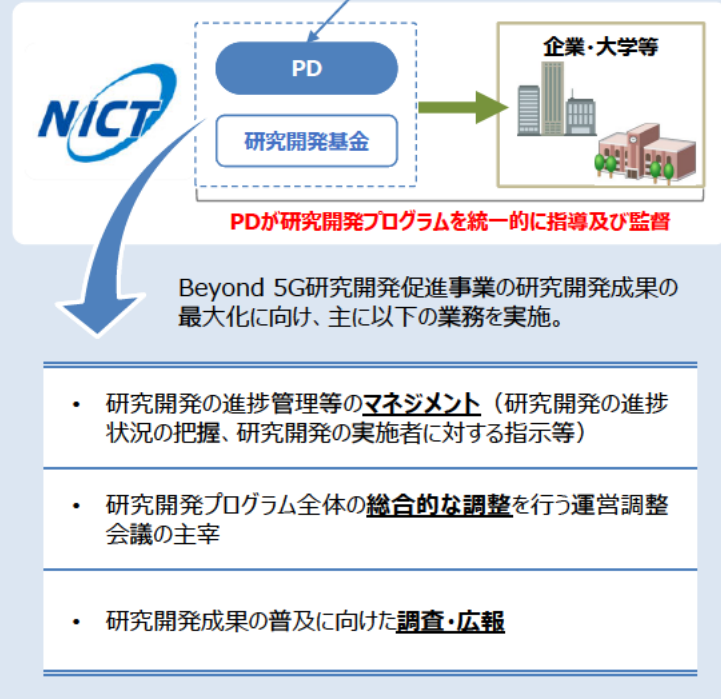 企業・大学等
PD
NICT
研究開発基金
PDが研究開発プログラムを統一的に指導及び監督
Beyond 5G研究開発促進事業の研究開発成果の
最大化に向け、主に以下の業務を実施。
・ 研究開発の進捗管理等のマネジメント（研究開発の進捗
状況の把握、研究開発の実施者に対する指示等）
・ 研究開発プログラム全体の総合的な調整を行う運営調整
会議の主宰
・ 研究開発成果の普及に向けた調査・広報